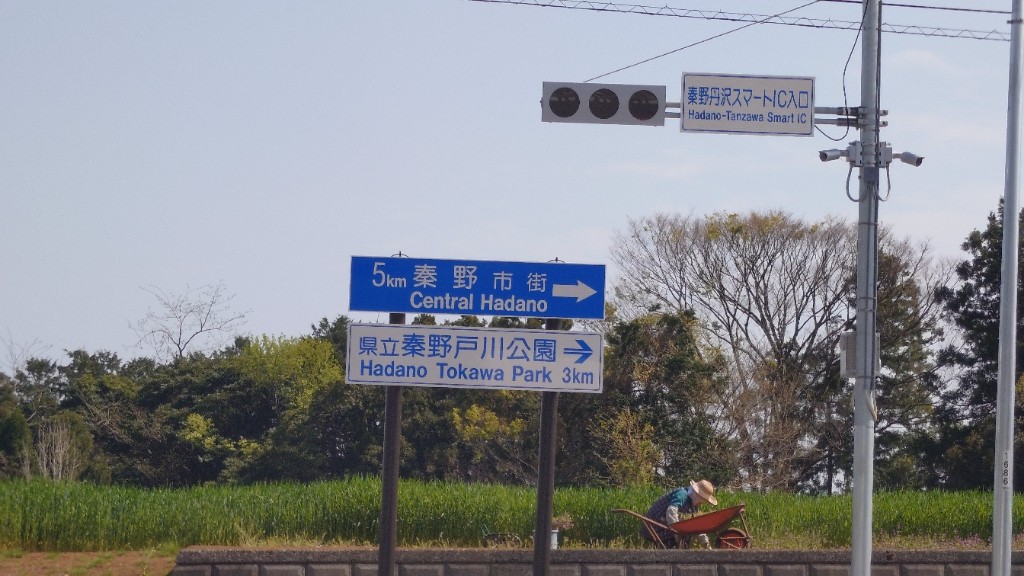 秦野丹沢スマートIC入口
Hadano-Tanzawa Smart IC
5km 秦野市街
Central Hadano
県立秦野戸川公園
Hadano Tokawa Park 3km
1686